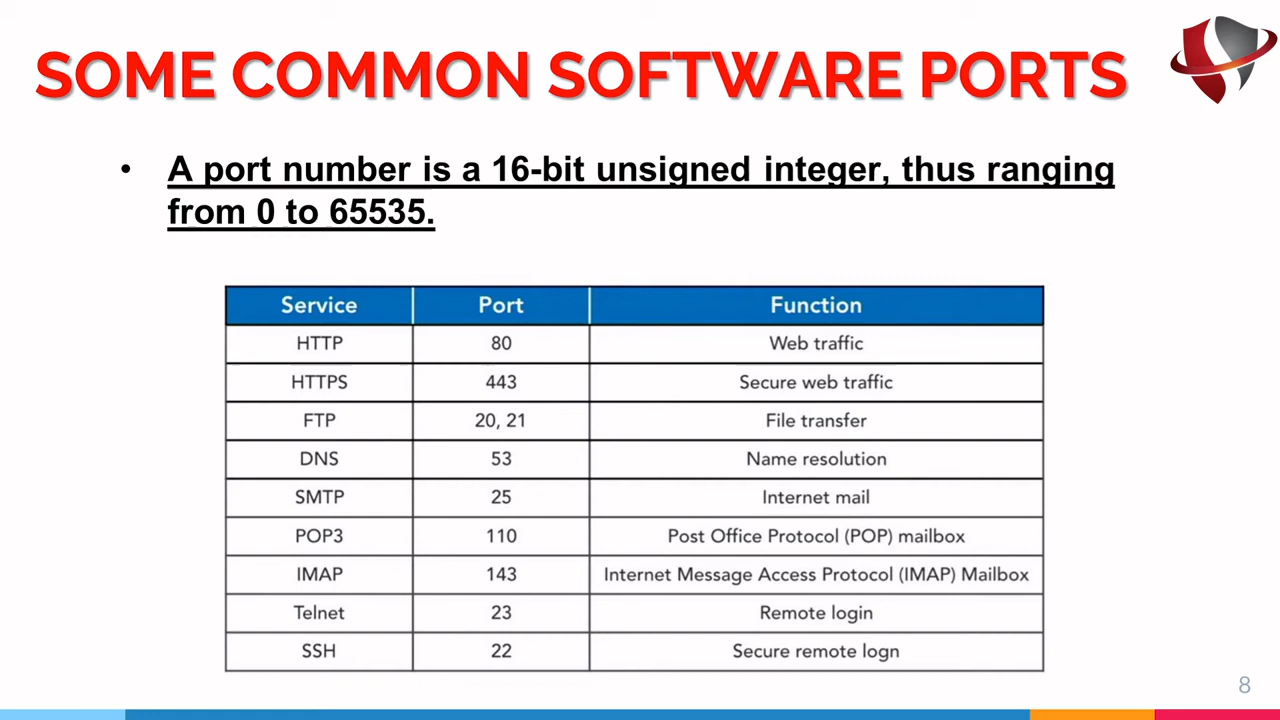 SOME COMMON SOFTWARE PORTS
• A port number is a 16-bit unsigned integer, thus ranging
from 0 to 65535.
Service Port Function
HTTP 80 Web traffic
HTTPS 443 Secure web traffic
FTP 20, 21 File transfer
DNS 53 Name resolution
SMTP 25 Internet mail
POP3 110 Post Office Protocol (POP) mailbox
IMAP 143 Internet Message Access Protocol (IMAP) Mailbox
Telnet 23 Remote login
SSH 22 Secure remote logn
8